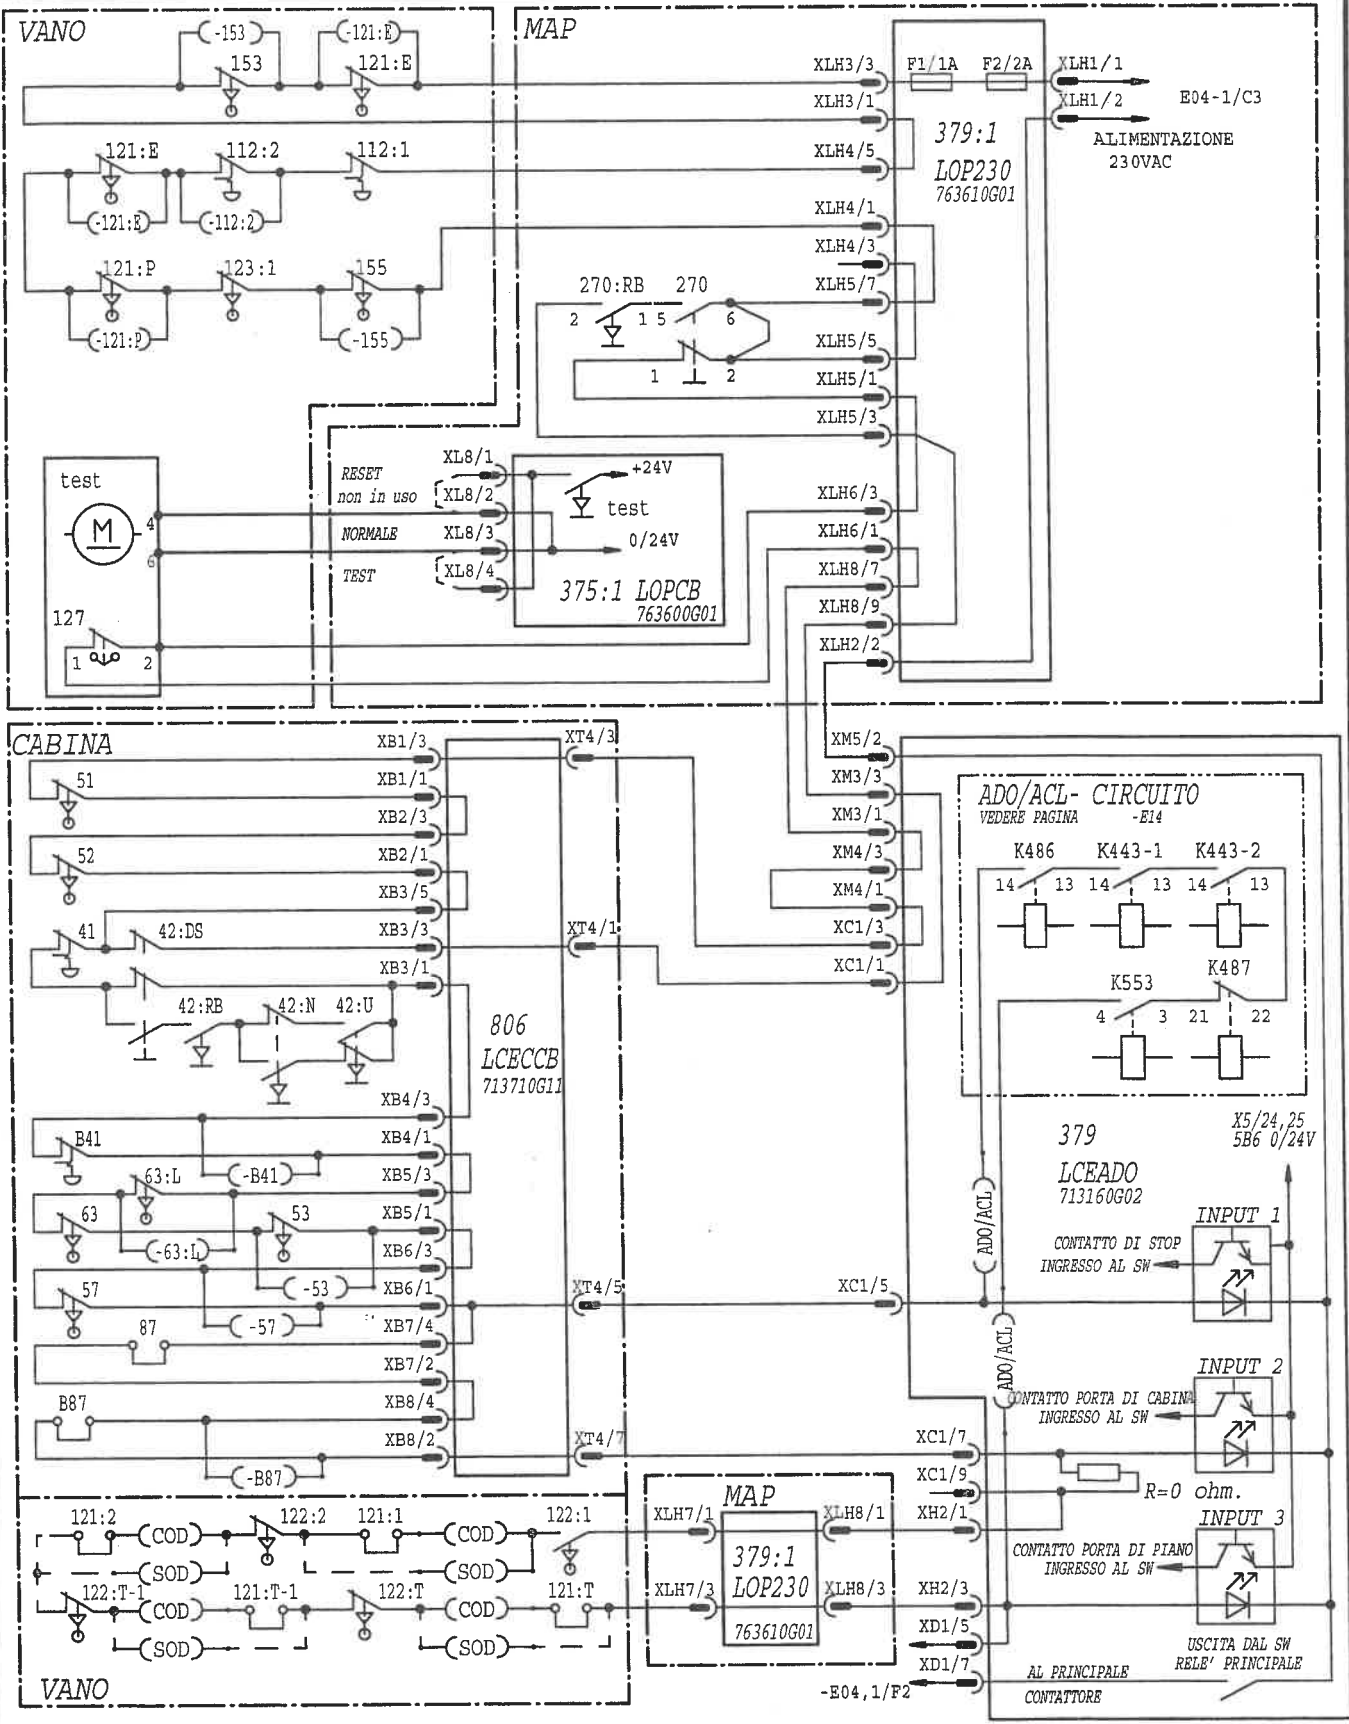 VANO
(-153)
(-121:E)
153
121:E
MAP
XLH3/3
F1/1A
F2/2A
XLH1/1
XLH3/1
XLH1/2
E04-1/C3
379:1
LOP230
763610G01
ALIMENTAZIONE
230VAC
121:E
112:2
112:1
XLH4/5
(-121:E)
(-112:2)
XLH4/1
XLH4/3
121:P
123:1
155
270:RB
270
XLH5/7
2
1
5
6
(-121:P)
(-155)
XLH5/5
1
2
XLH5/1
XLH5/3
test
M
4
6
RESET
non in uso
NORMALE
TEST
XL8/1
XL8/2
XL8/3
XL8/4
+24V
test
0/24V
375:1 LOPCB
763600G01
XLH6/3
XLH6/1
XLH8/7
XLH8/9
XLH2/2
127
1
2
CABINA
XB1/3
XT4/3
XM5/2
51
XB1/1
XM3/3
XB2/3
XM3/1
52
XB2/1
XM4/3
XB3/5
XM4/1
41
42:DS
XB3/3
XT4/1
XC1/3
XB3/1
XC1/1
42:RB
42:N
42:U
806
LCECCB
713710G11
ADO/ACL- CIRCUITO
VEDERE PAGINA -E14
K486
K443-1
K443-2
14
13
14
13
14
13
K553
K487
4
3
21
22
XB4/3
B41
XB4/1
(-B41)
63:L
XB5/3
63
53
XB5/1
(-63:L)
XB6/3
57
(-53)
XB6/1
XT4/5
XC1/5
(-57)
87
XB7/4
XB7/2
B87
XB8/4
XB8/2
XT4/7
(-B87)
379
LCEADO
713160G02
X5/24,25
5B6 0/24V
ADO/ACL
ADO/ACL
INPUT 1
CONTATTO DI STOP
INGRESSO AL SW
INPUT 2
CONTATTO PORTA DI CABINA
INGRESSO AL SW
XC1/7
XC1/9
R=0 ohm.
INPUT 3
CONTATTO PORTA DI PIANO
INGRESSO AL SW
121:2
(COD)
122:2
121:1
(COD)
122:1
(SOD)
(SOD)
122:T-1
(COD)
121:T-1
122:T
(COD)
121:T
(SOD)
(SOD)
VANO
MAP
XLH7/1
XLH8/1
XH2/1
379:1
LOP230
763610G01
XLH7/3
XLH8/3
XH2/3
XD1/5
XD1/7
-E04,1/F2
USCITA DAL SW
RELE' PRINCIPALE
AL PRINCIPALE
CONTATTORE